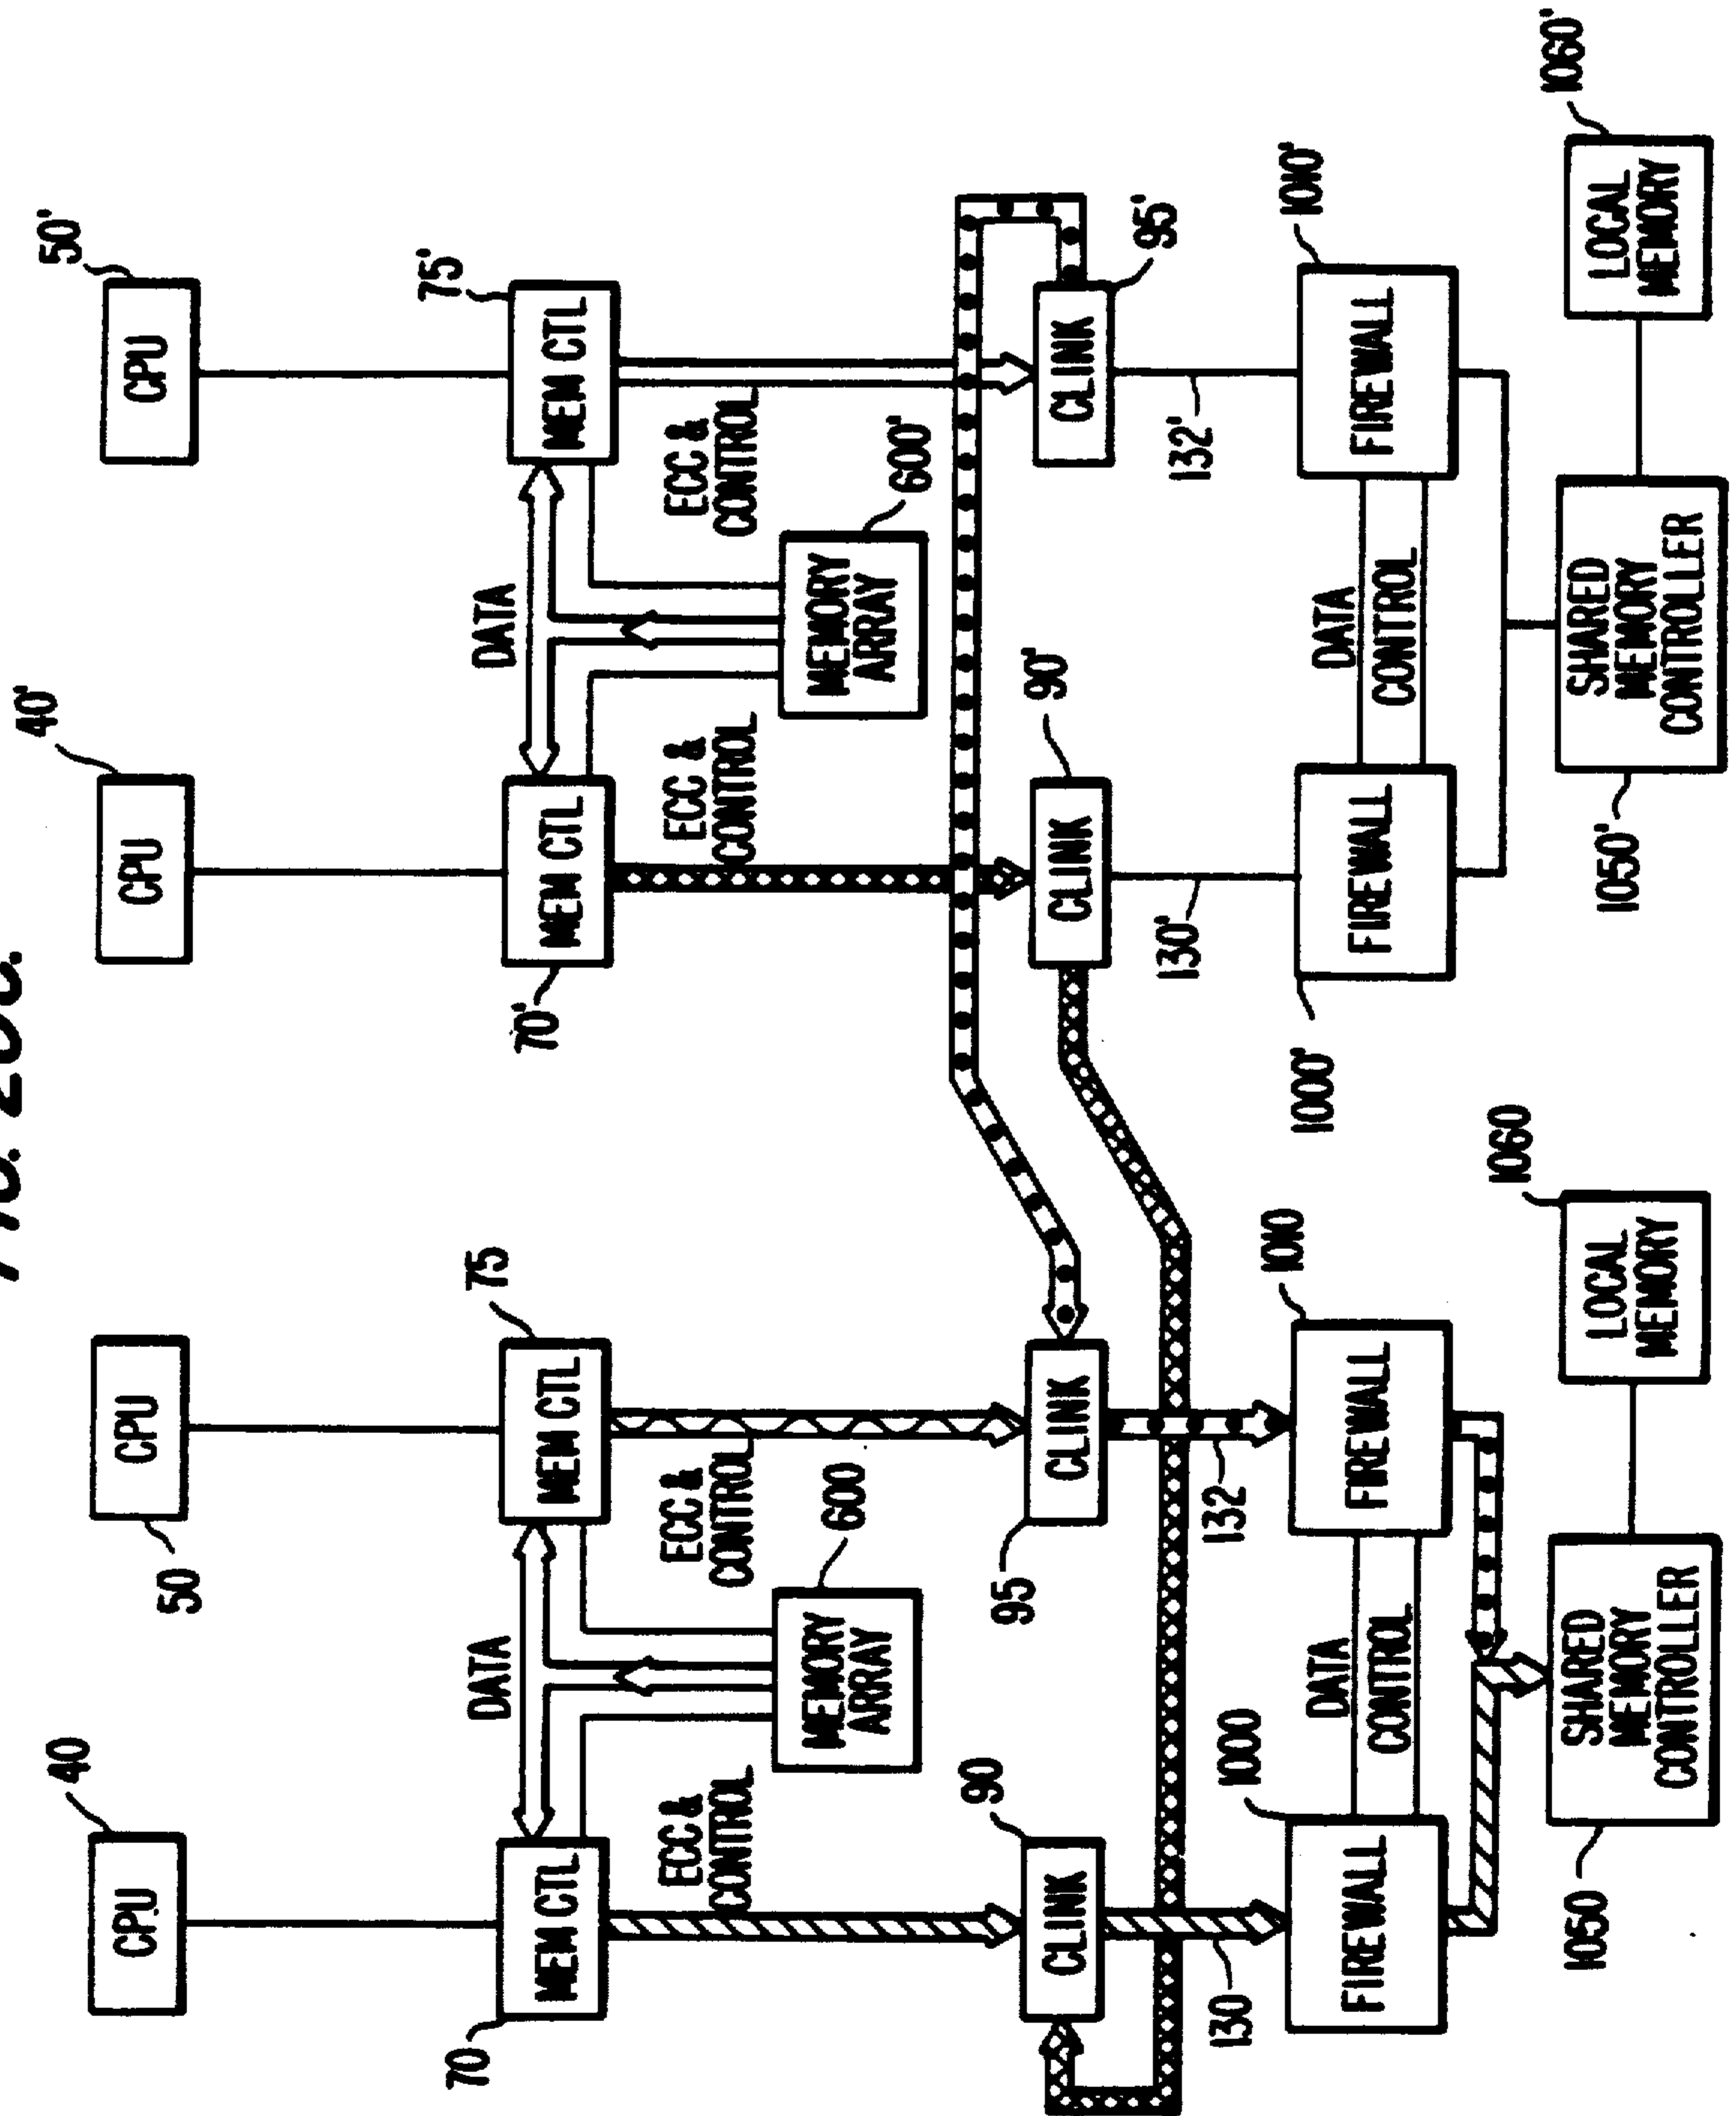 40
50
40'
50'
CPU
CPU
CPU
CPU
70
75
70'
75'
MEM CTL
DATA
MEM CTL
MEM CTL
DATA
MEM CTL
ECC &
CONTROL
ECC &
CONTROL
ECC &
CONTROL
ECC &
CONTROL
MEMORY
ARRAY
600
MEMORY
ARRAY
600'
90
95
90'
95'
CLINK
CLINK
CLINK
CLINK
130
132
130'
132'
1000
1010
1000'
1010'
FIREWALL
DATA
CONTROL
FIREWALL
FIREWALL
DATA
CONTROL
FIREWALL
1050
SHARED
MEMORY
CONTROLLER
LOCAL
MEMORY
1060
1050'
SHARED
MEMORY
CONTROLLER
LOCAL
MEMORY
1060'